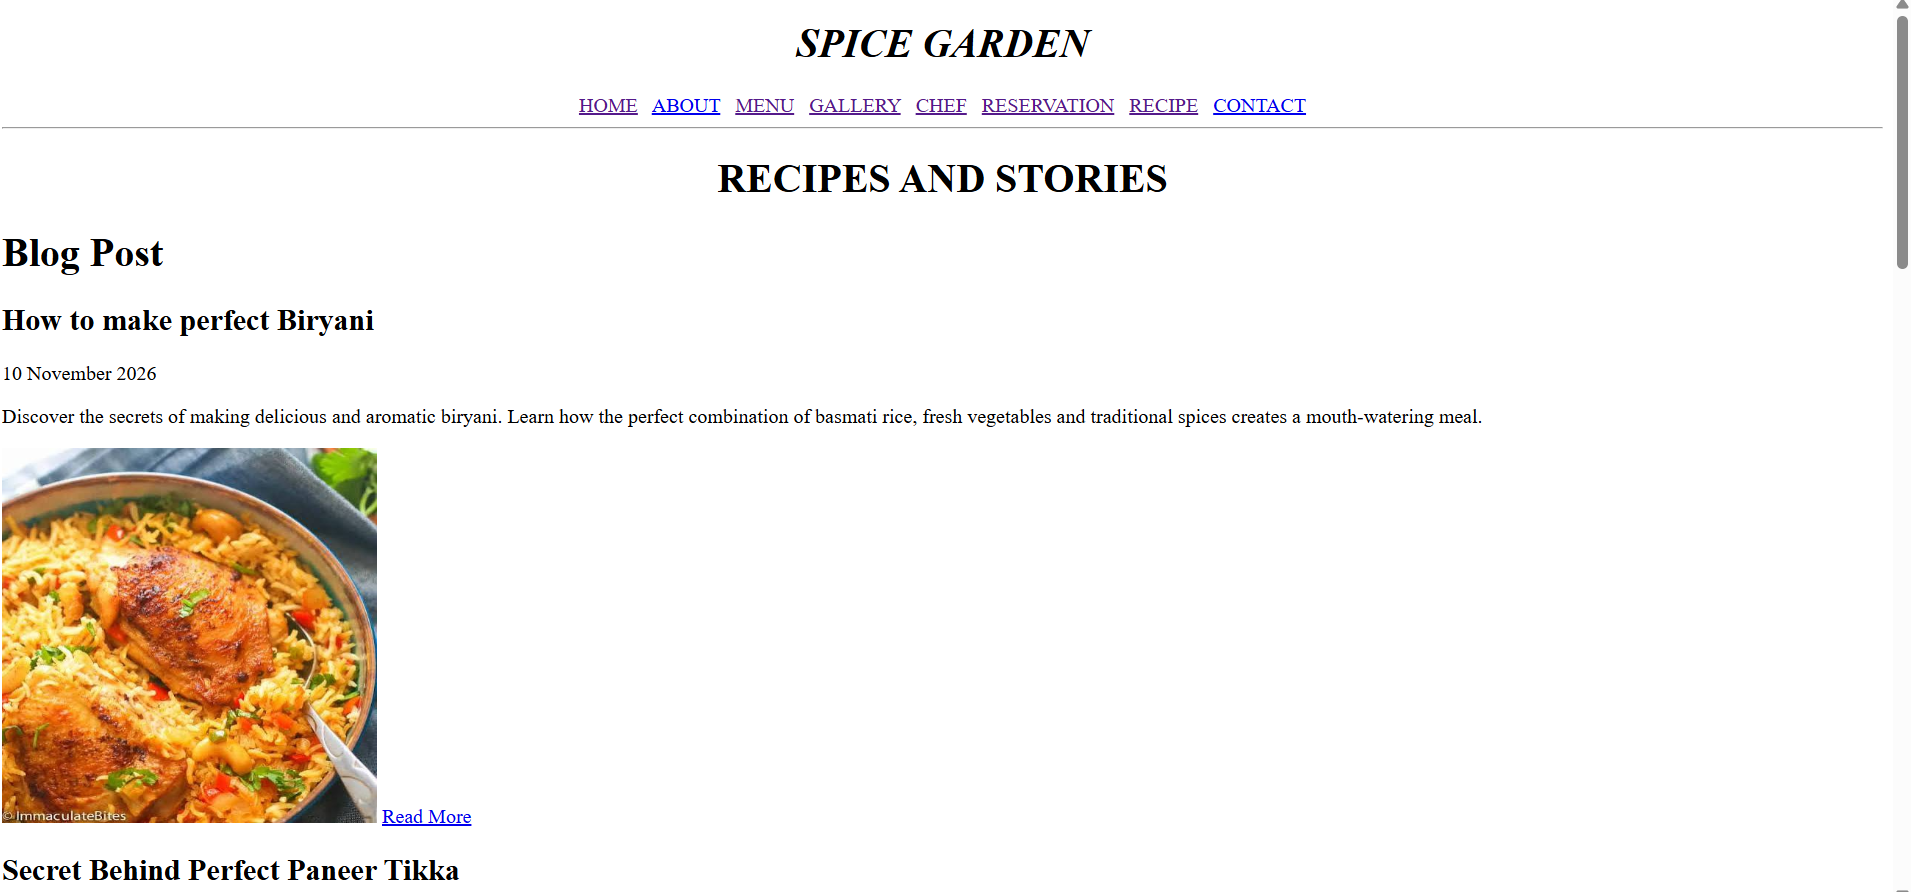 SPICE GARDEN
HOME ABOUT MENU GALLERY CHEF RESERVATION RECIPE CONTACT
RECIPES AND STORIES
Blog Post
How to make perfect Biryani
10 November 2026
Discover the secrets of making delicious and aromatic biryani. Learn how the perfect combination of basmati rice, fresh vegetables and traditional spices creates a mouth-watering meal.
© ImmaculateBites
Read More
Secret Behind Perfect Paneer Tikka